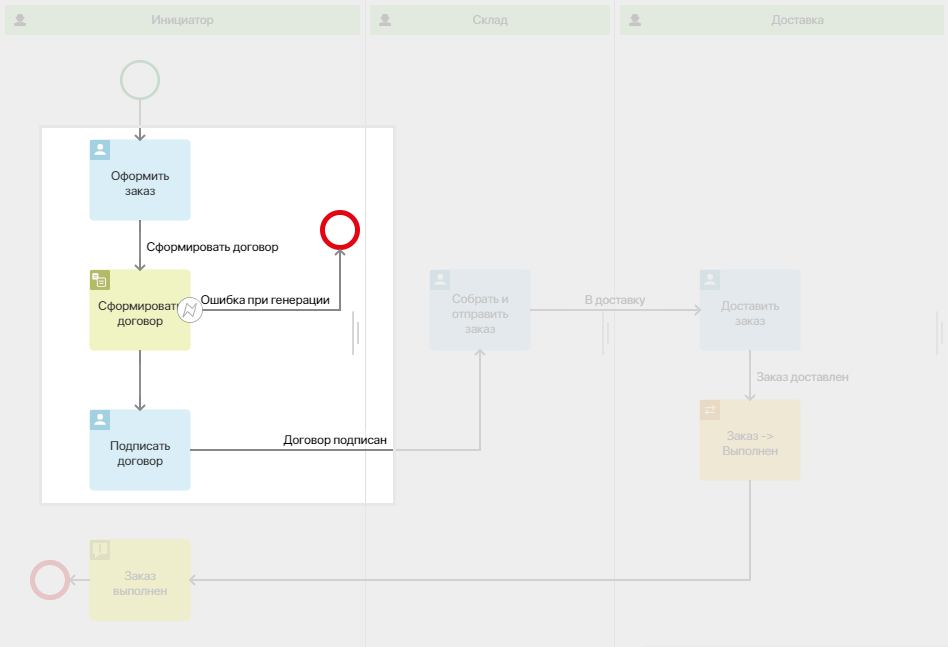 Инициатор
Склад
Доставка
Оформить
заказ
Сформировать договор
Сформировать
договор
Ошибка при генерации
Собрать и
отправить
заказ
В доставку
Доставить
заказ
Заказ доставлен
Подписать
договор
Договор подписан
Заказ ->
Выполнен
Заказ
выполнен